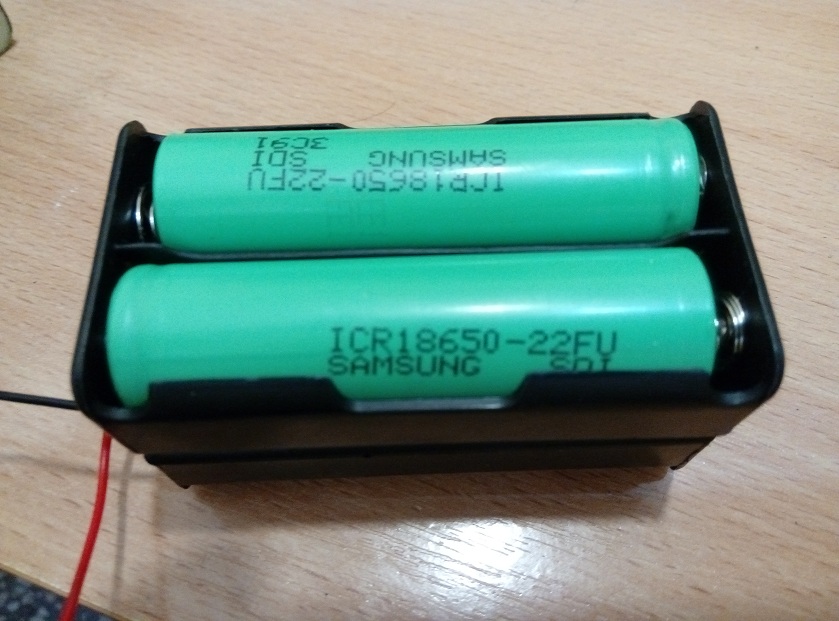 ICR18650-22FU
SAMSUNG SDI
3C91
ICR18650-22FU
SAMSUNG SDI